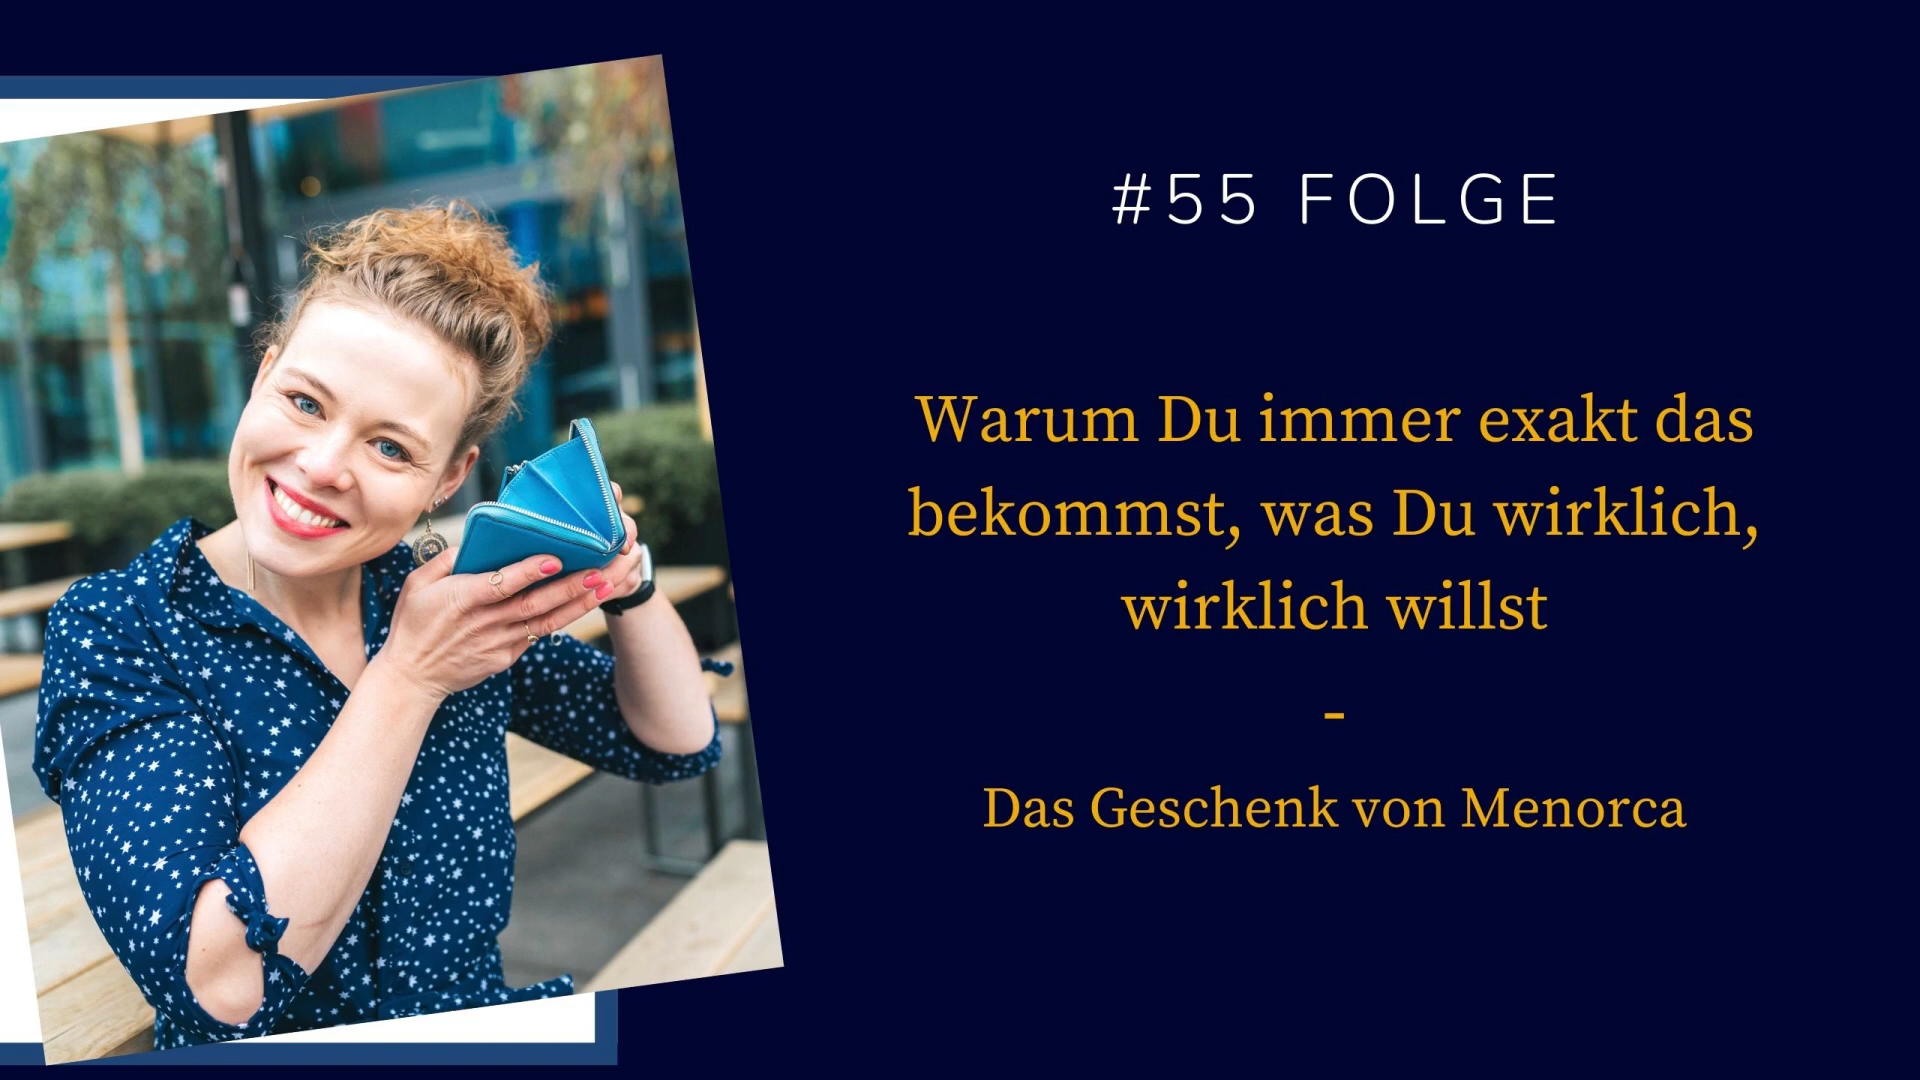 #55 FOLGE
Warum Du immer exakt das
bekommst, was Du wirklich,
wirklich willst
-
Das Geschenk von Menorca